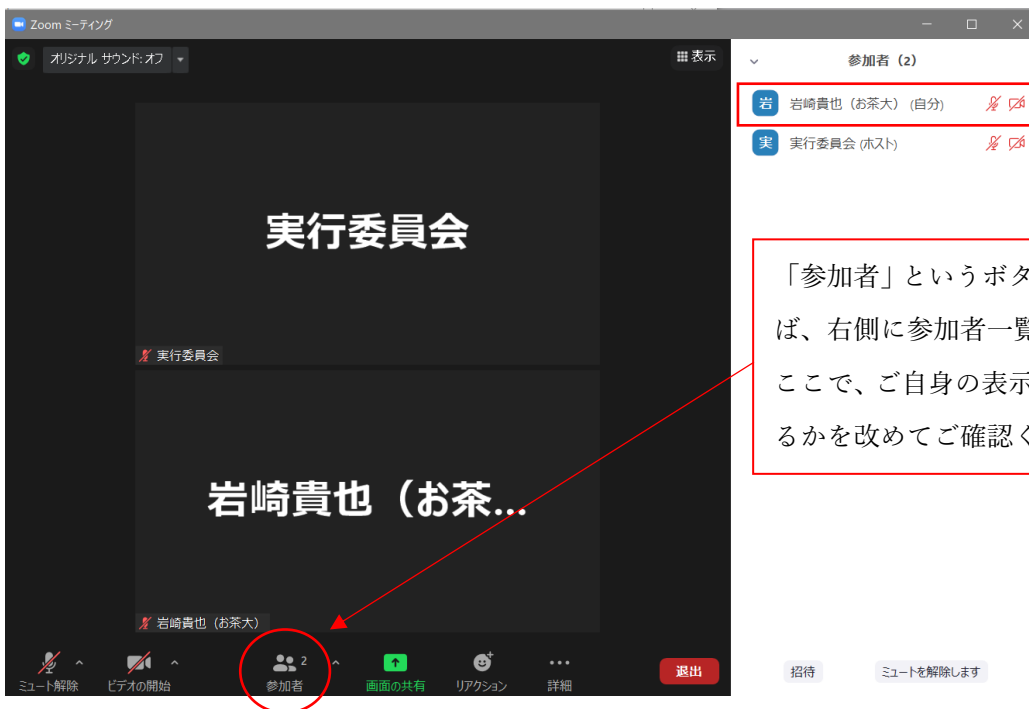 Zoom ミーティング
オリジナル サウンド: オフ
表示
実行委員会
実行委員会
岩崎貴也（お茶...
岩崎貴也（お茶大）
ミュート解除
ビデオの開始
2
参加者
画面の共有
リアクション
詳細
退出
参加者（2）
岩 岩崎貴也（お茶大） (自分)
実 実行委員会 (ホスト)
「参加者」というボタ
ば、右側に参加者一覧
ここで、ご自身の表示
るかを改めてご確認く
招待
ミュートを解除します